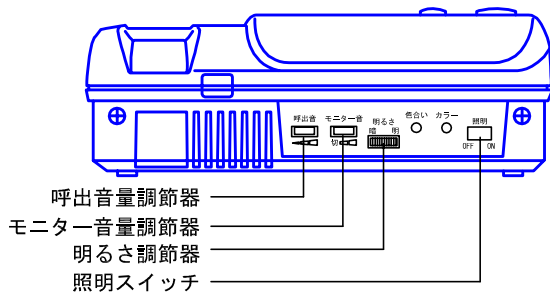 呼出音 モニター音 明るさ 色合い カラー 照明
暗 明
切
OFF ON
呼出音量調節器
モニター音量調節器
明るさ調節器
照明スイッチ